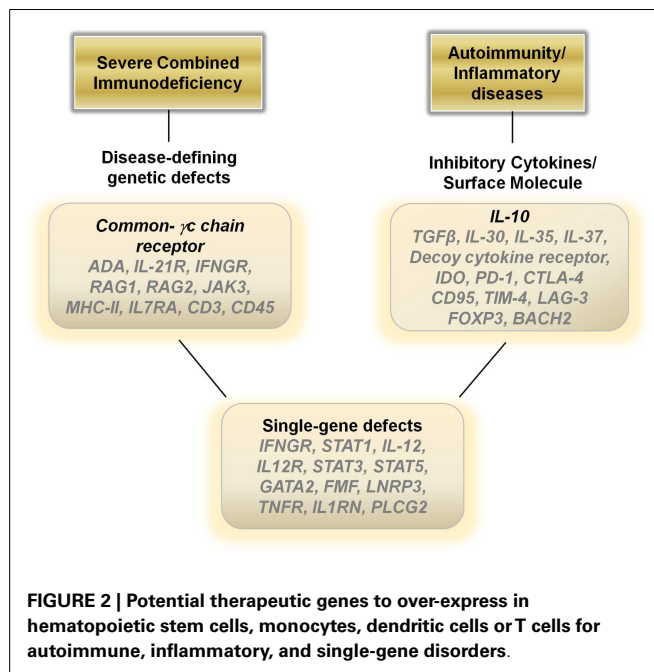 Severe Combined
Immunodeficiency
Autoimmunity/
Inflammatory
diseases
Disease-defining
genetic defects
Inhibitory Cytokines/
Surface Molecule
Common- γc chain
receptor
ADA, IL-21R, IFNGR,
RAG1, RAG2, JAK3,
MHC-II, IL7RA, CD3, CD45
IL-10
TGFβ, IL-30, IL-35, IL-37,
Decoy cytokine receptor,
IDO, PD-1, CTLA-4
CD95, TIM-4, LAG-3
FOXP3, BACH2
Single-gene defects
IFNGR, STAT1, IL-12,
IL12R, STAT3, STAT5,
GATA2, FMF, LNRP3,
TNFR, IL1RN, PLCG2
FIGURE 2 | Potential therapeutic genes to over-express in
hematopoietic stem cells, monocytes, dendritic cells or T cells for
autoimmune, inflammatory, and single-gene disorders.